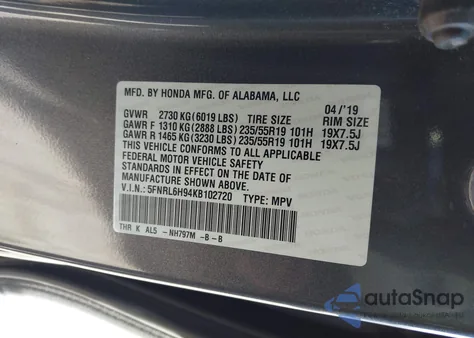 MFD. BY HONDA MFG. OF ALABAMA, LLC
04/'19
GVWR 2730 KG(6019 LBS) TIRE SIZE RIM SIZE
GAWR F 1310 KG(2888 LBS) 235/55R19 101H 19X7.5J
GAWR R 1465 KG(3230 LBS) 235/55R19 101H 19X7.5J
THIS VEHICLE CONFORMS TO ALL APPLICABLE
FEDERAL MOTOR VEHICLE SAFETY
STANDARDS IN EFFECT ON THE DATE OF
MANUFACTURE SHOWN ABOVE.
V.I.N.: 5FNRL6H94KB102720 TYPE: MPV
THR K AL5 -NH797M -B -B
autoSnap